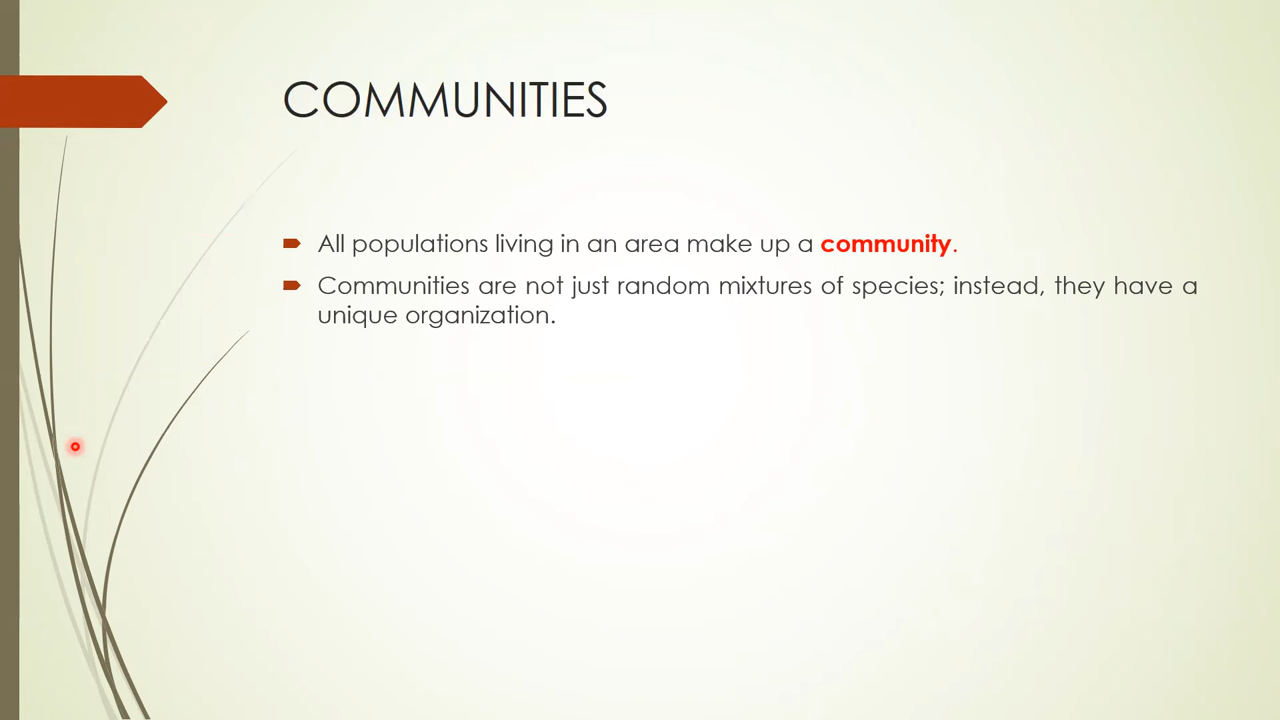 COMMUNITIES
All populations living in an area make up a community.
Communities are not just random mixtures of species; instead, they have a
unique organization.